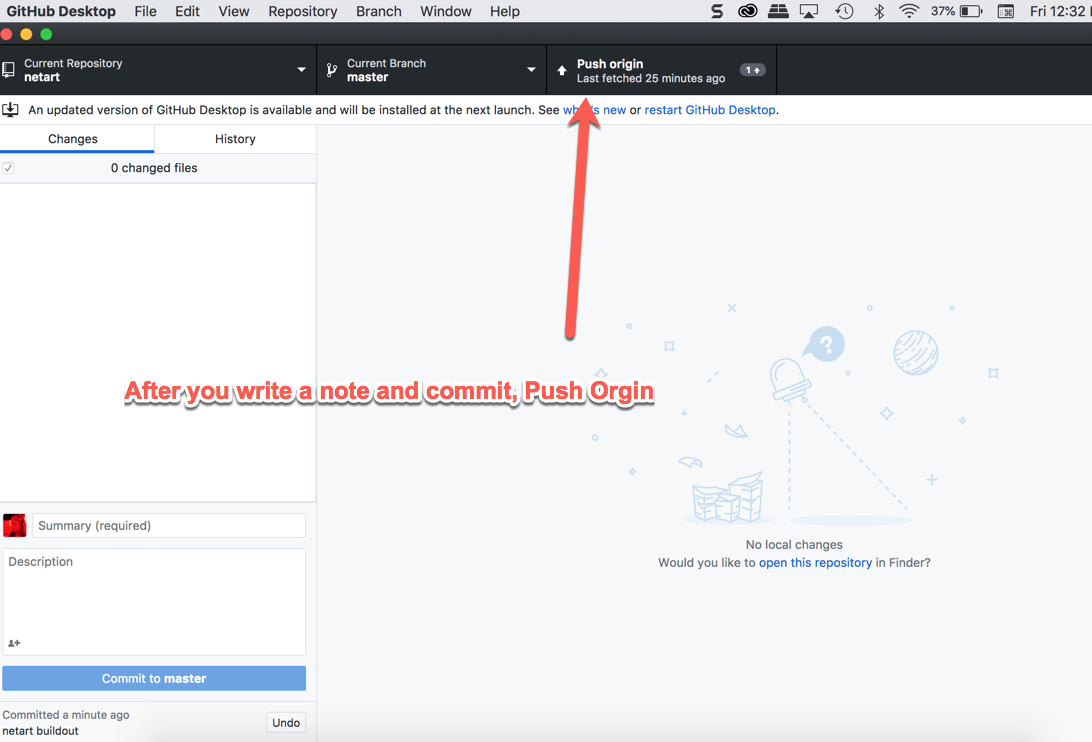 GitHub Desktop File Edit View Repository Branch Window Help 37% Fri 12:32
Current Repository
netart
Current Branch
master
Push origin
Last fetched 25 minutes ago
1
An updated version of GitHub Desktop is available and will be installed at the next launch. See what's new or restart GitHub Desktop.
Changes
History
0 changed files
?
After you write a note and commit, Push Orgin
Summary (required)
Description
No local changes
Would you like to open this repository in Finder?
Commit to master
Committed a minute ago
netart buildout
Undo